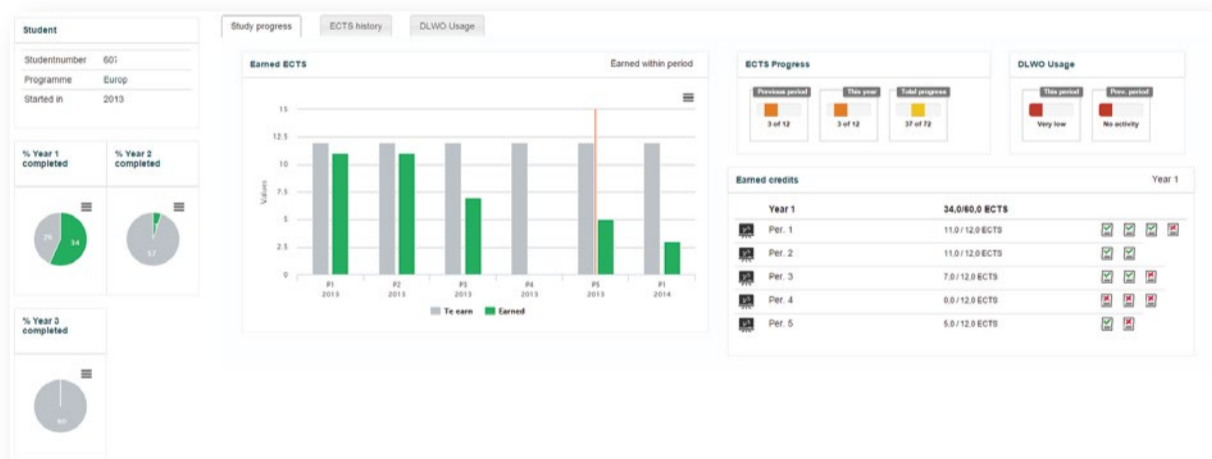 Student
Studentnumber 607
Programme Europ
Started in 2013
% Year 1 completed
34
% Year 2 completed
57
% Year 3 completed
60
Study progress
ECTS history
DLWO Usage
Earned ECTS
Earned within period
Values
15
12.5
10
7.5
5
2.5
0
P1 2013
P2 2013
P3 2013
P4 2013
P5 2013
P1 2014
Te earn
Earned
ECTS Progress
Previous period
3 of 12
This year
3 of 12
Total progress
37 of 72
DLWO Usage
This period
Very low
Prev. period
No activity
Earned credits
Year 1
Year 1 34,0/60,0 ECTS
Per. 1 11,0 / 12,0 ECTS
Per. 2 11,0 / 12,0 ECTS
Per. 3 7,0 / 12,0 ECTS
Per. 4 0,0 / 12,0 ECTS
Per. 5 5,0 / 12,0 ECTS